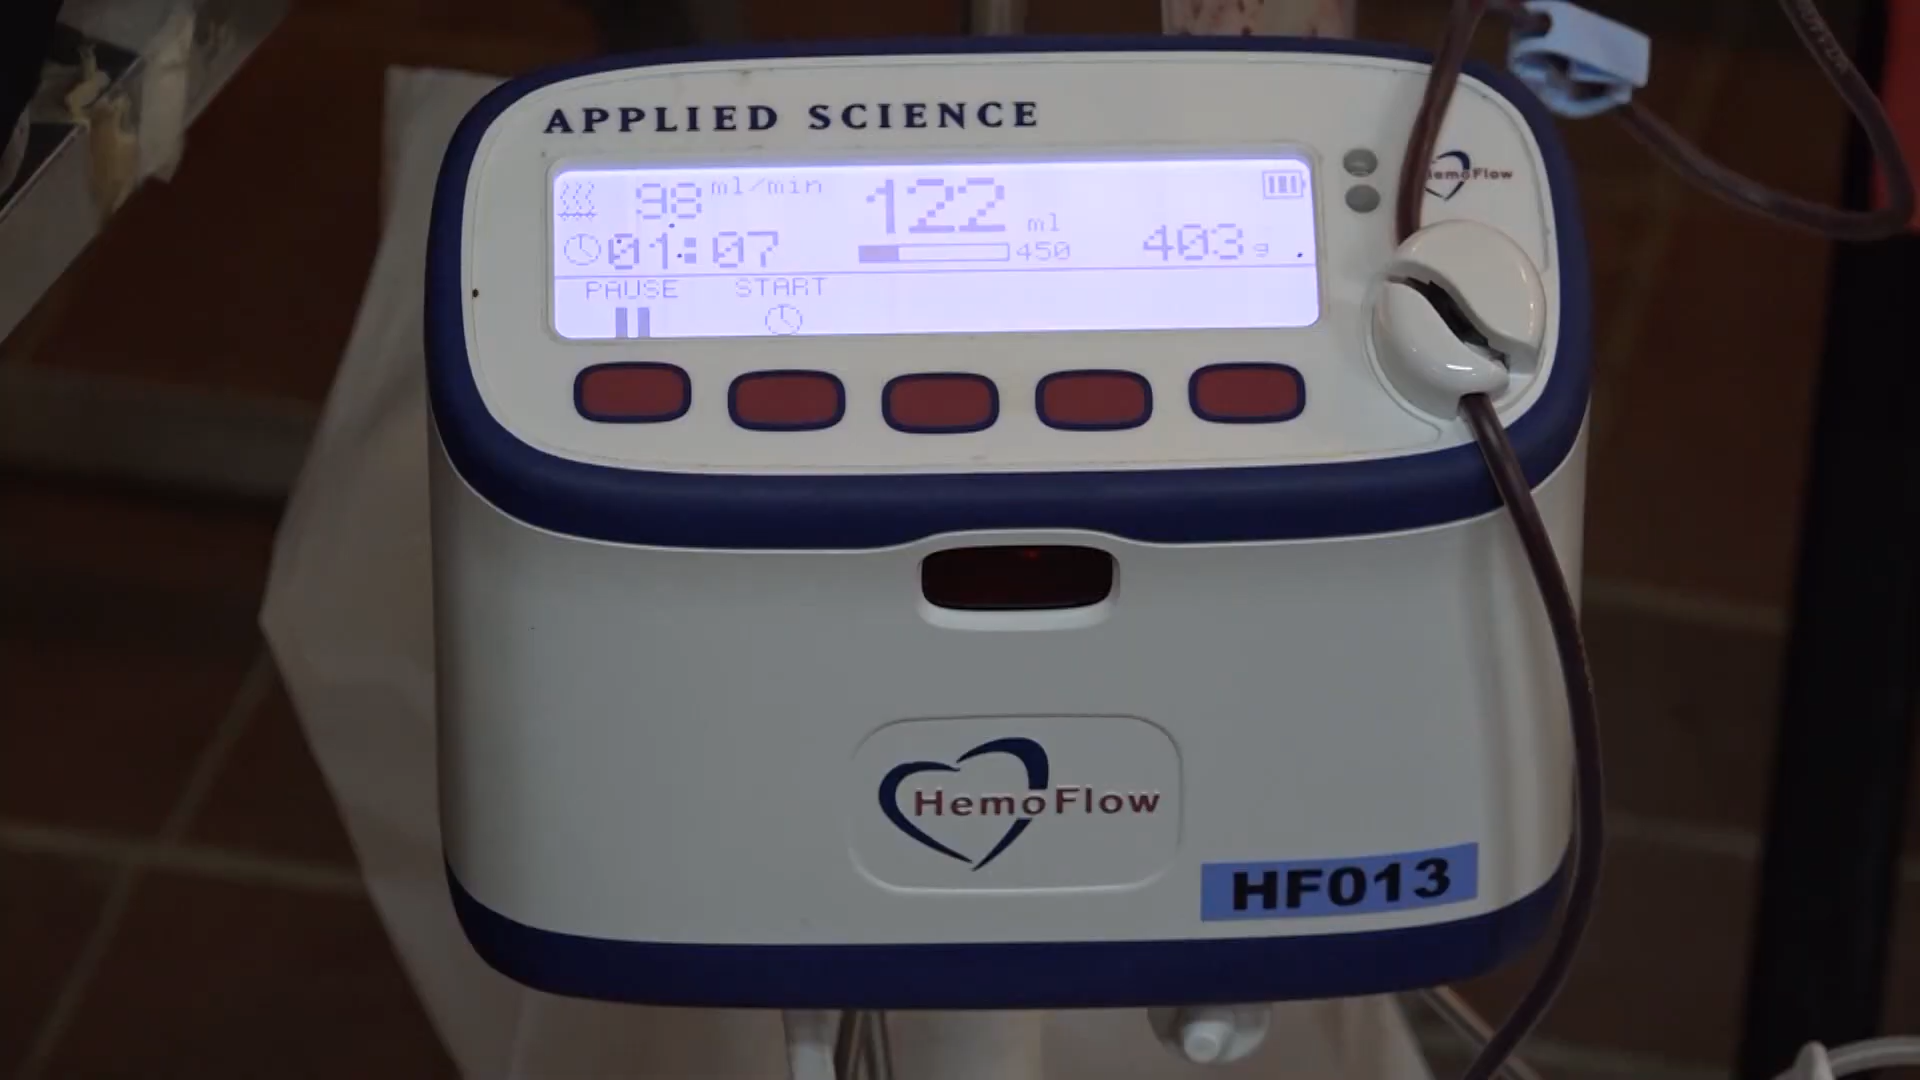 APPLIED SCIENCE
98 ml/min
122 ml
01:07
450
403 g
PAUSE
START
HemoFlow
HemoFlow
HF013